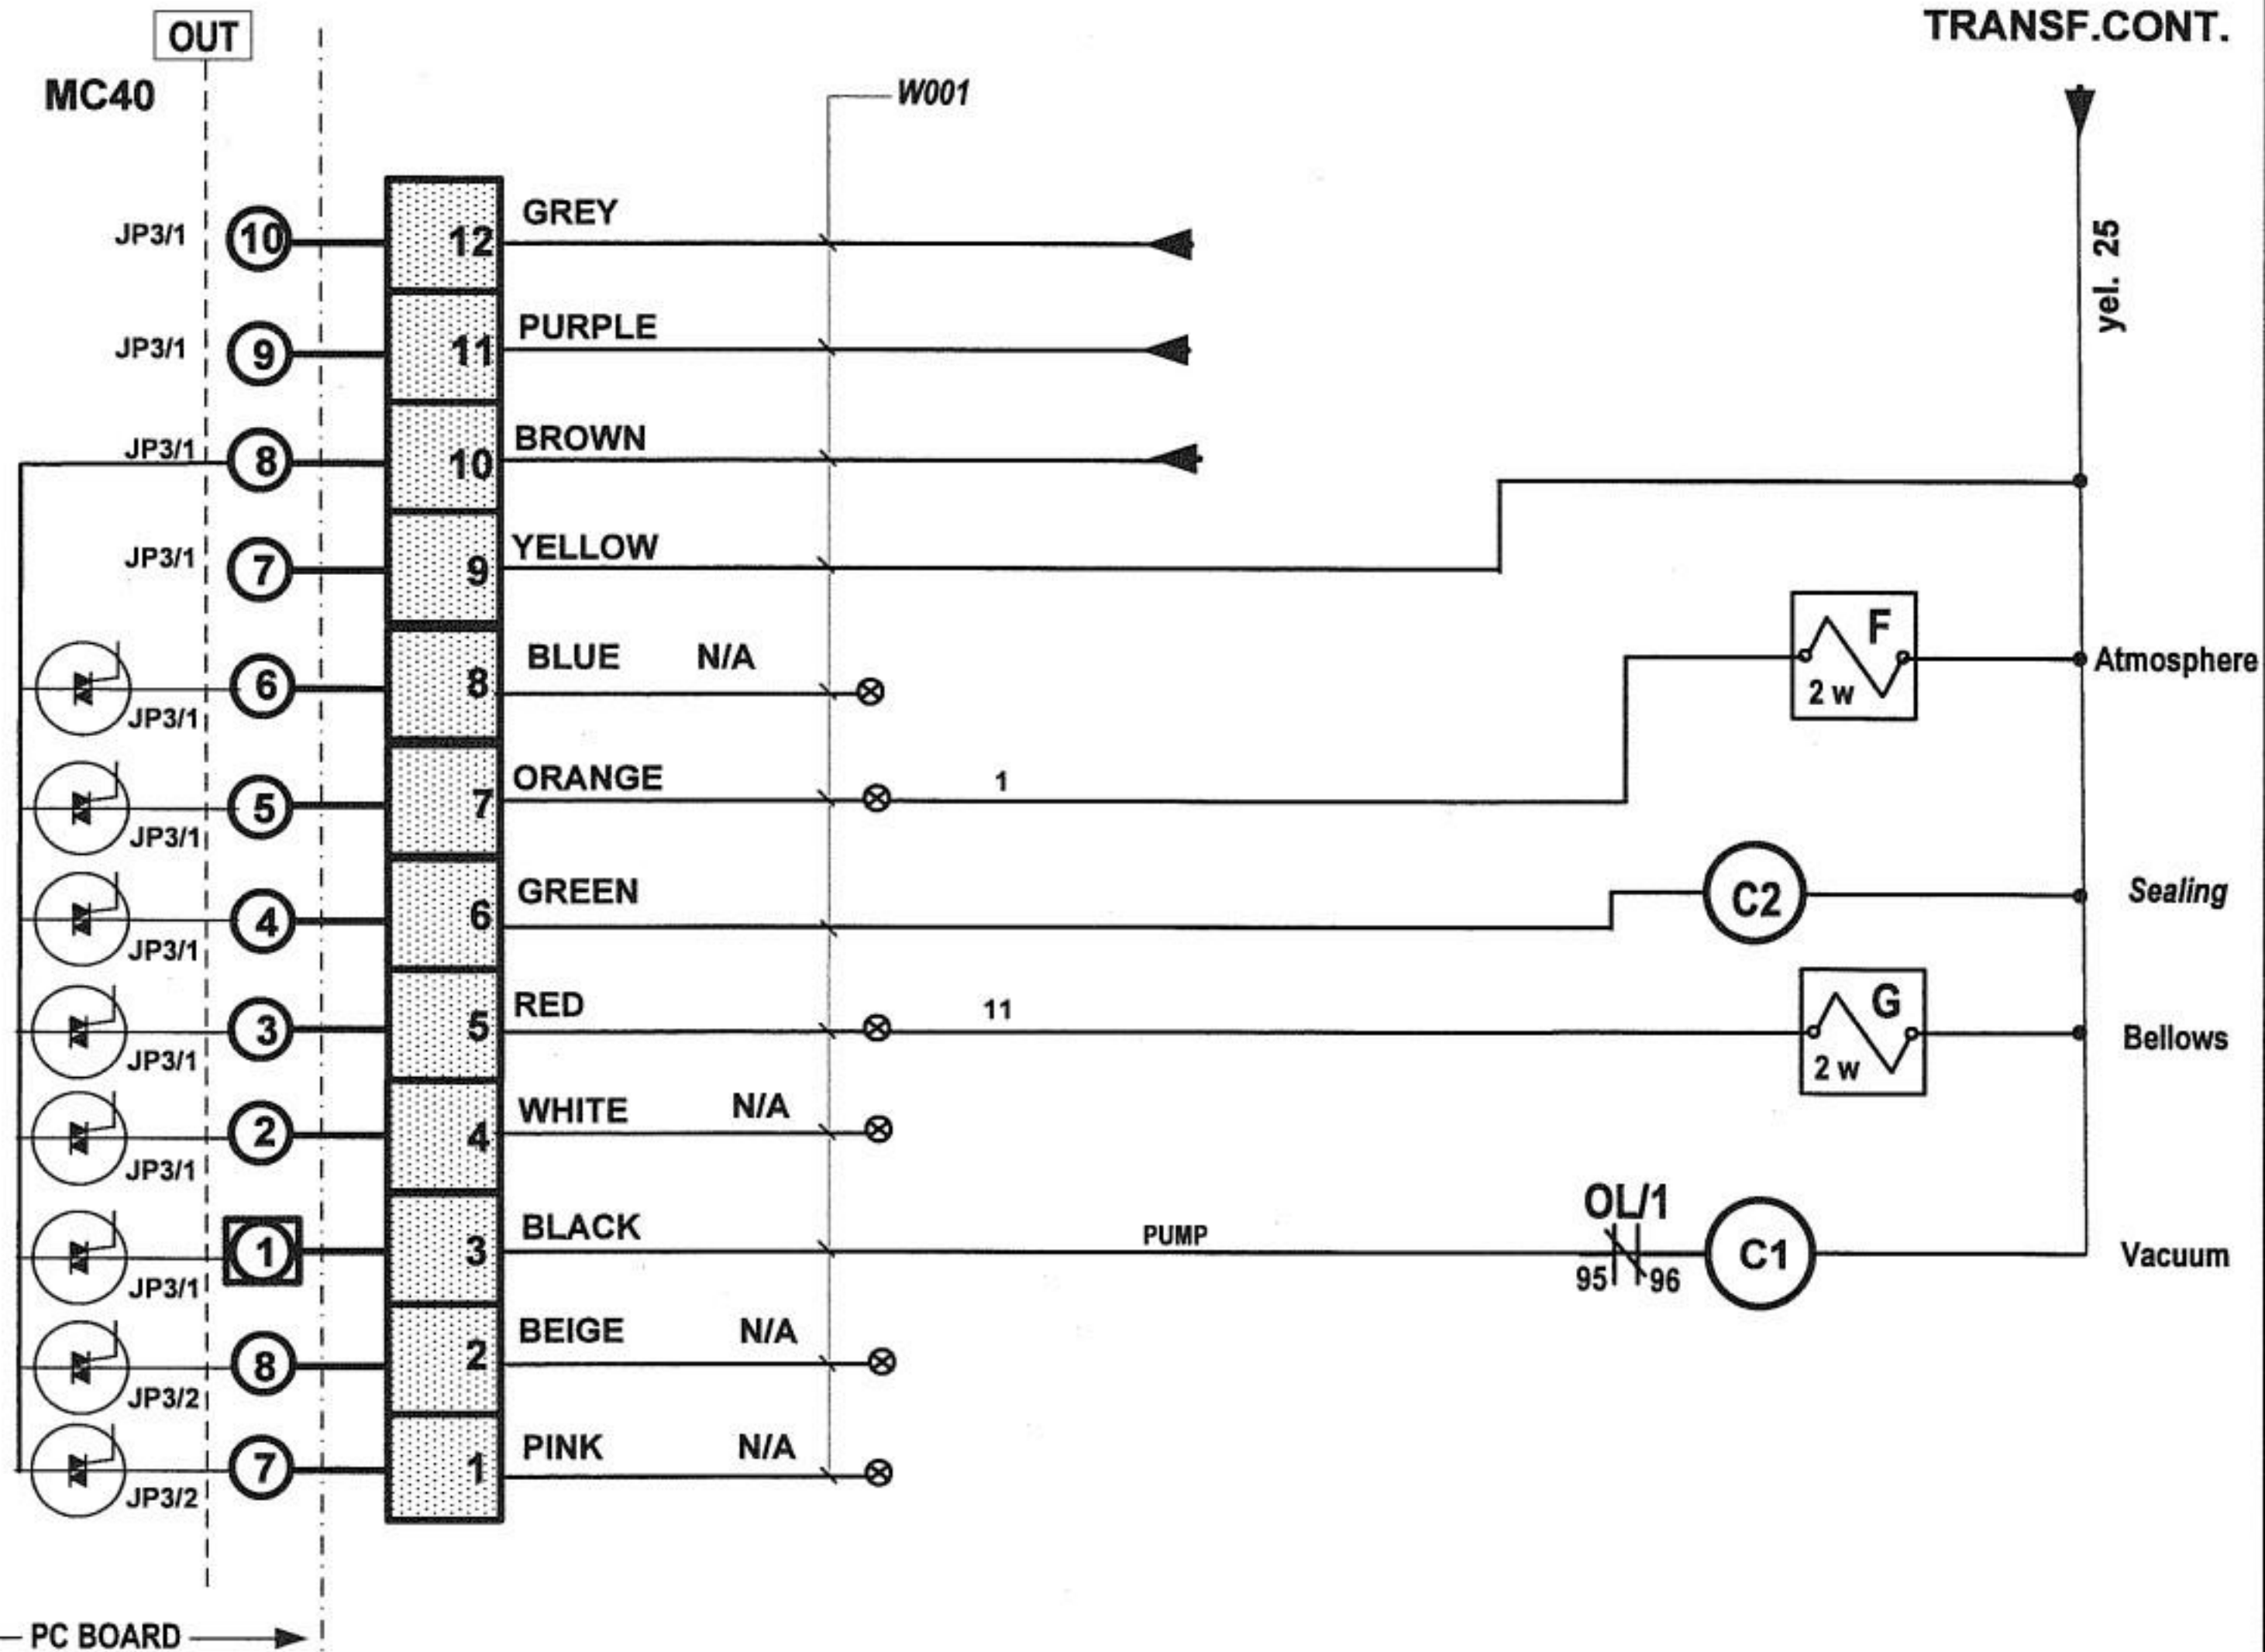 OUT
TRANSF.CONT.
MC40
W001
JP3/1 10 12 GREY
yel. 25
JP3/1 9 11 PURPLE
JP3/1 8 10 BROWN
JP3/1 7 9 YELLOW
JP3/1 6 8 BLUE N/A
F 2 w Atmosphere
JP3/1 5 7 ORANGE 1
JP3/1 4 6 GREEN C2 Sealing
JP3/1 3 5 RED 11 G 2 w Bellows
JP3/1 2 4 WHITE N/A
JP3/1 1 3 BLACK PUMP OL/1 95 96 C1 Vacuum
JP3/2 8 2 BEIGE N/A
JP3/2 7 1 PINK N/A
PC BOARD